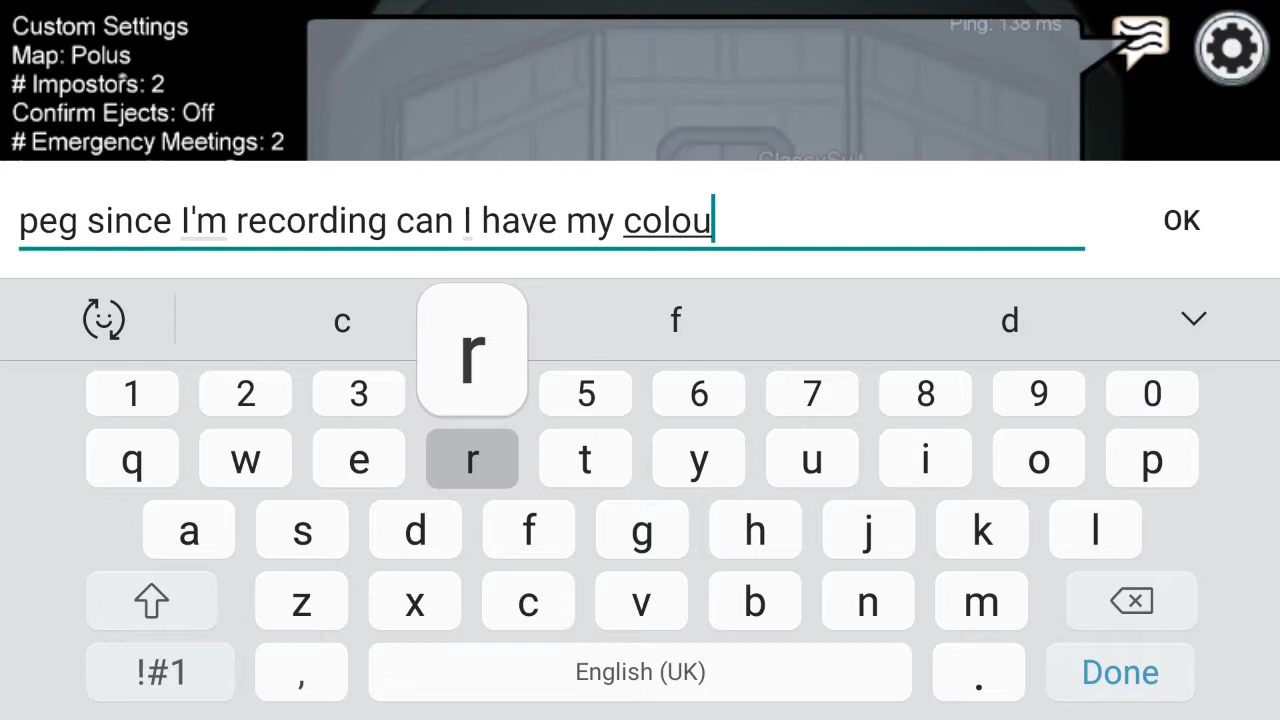 Custom Settings
Map: Polus
# Impostors: 2
Confirm Ejects: Off
# Emergency Meetings: 2
Ping: 138 ms
ClassySuit
peg since I'm recording can I have my colou
OK
c
r
f
d
1 2 3 5 6 7 8 9 0
q w e r t y u i o p
a s d f g h j k l
z x c v b n m
!#1 , English (UK) . Done